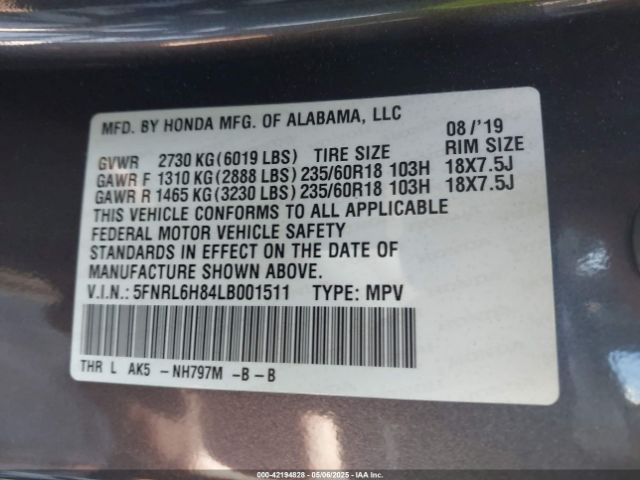 MFD. BY HONDA MFG. OF ALABAMA, LLC 08/'19
GVWR 2730 KG (6019 LBS) TIRE SIZE RIM SIZE
GAWR F 1310 KG (2888 LBS) 235/60R18 103H 18X7.5J
GAWR R 1465 KG (3230 LBS) 235/60R18 103H 18X7.5J
THIS VEHICLE CONFORMS TO ALL APPLICABLE
FEDERAL MOTOR VEHICLE SAFETY
STANDARDS IN EFFECT ON THE DATE OF
MANUFACTURE SHOWN ABOVE.
V.I.N.: 5FNRL6H84LB001511 TYPE: MPV
THR L AK5 -NH797M -B-B
000-42194828 05/06/2025 IAA Inc.